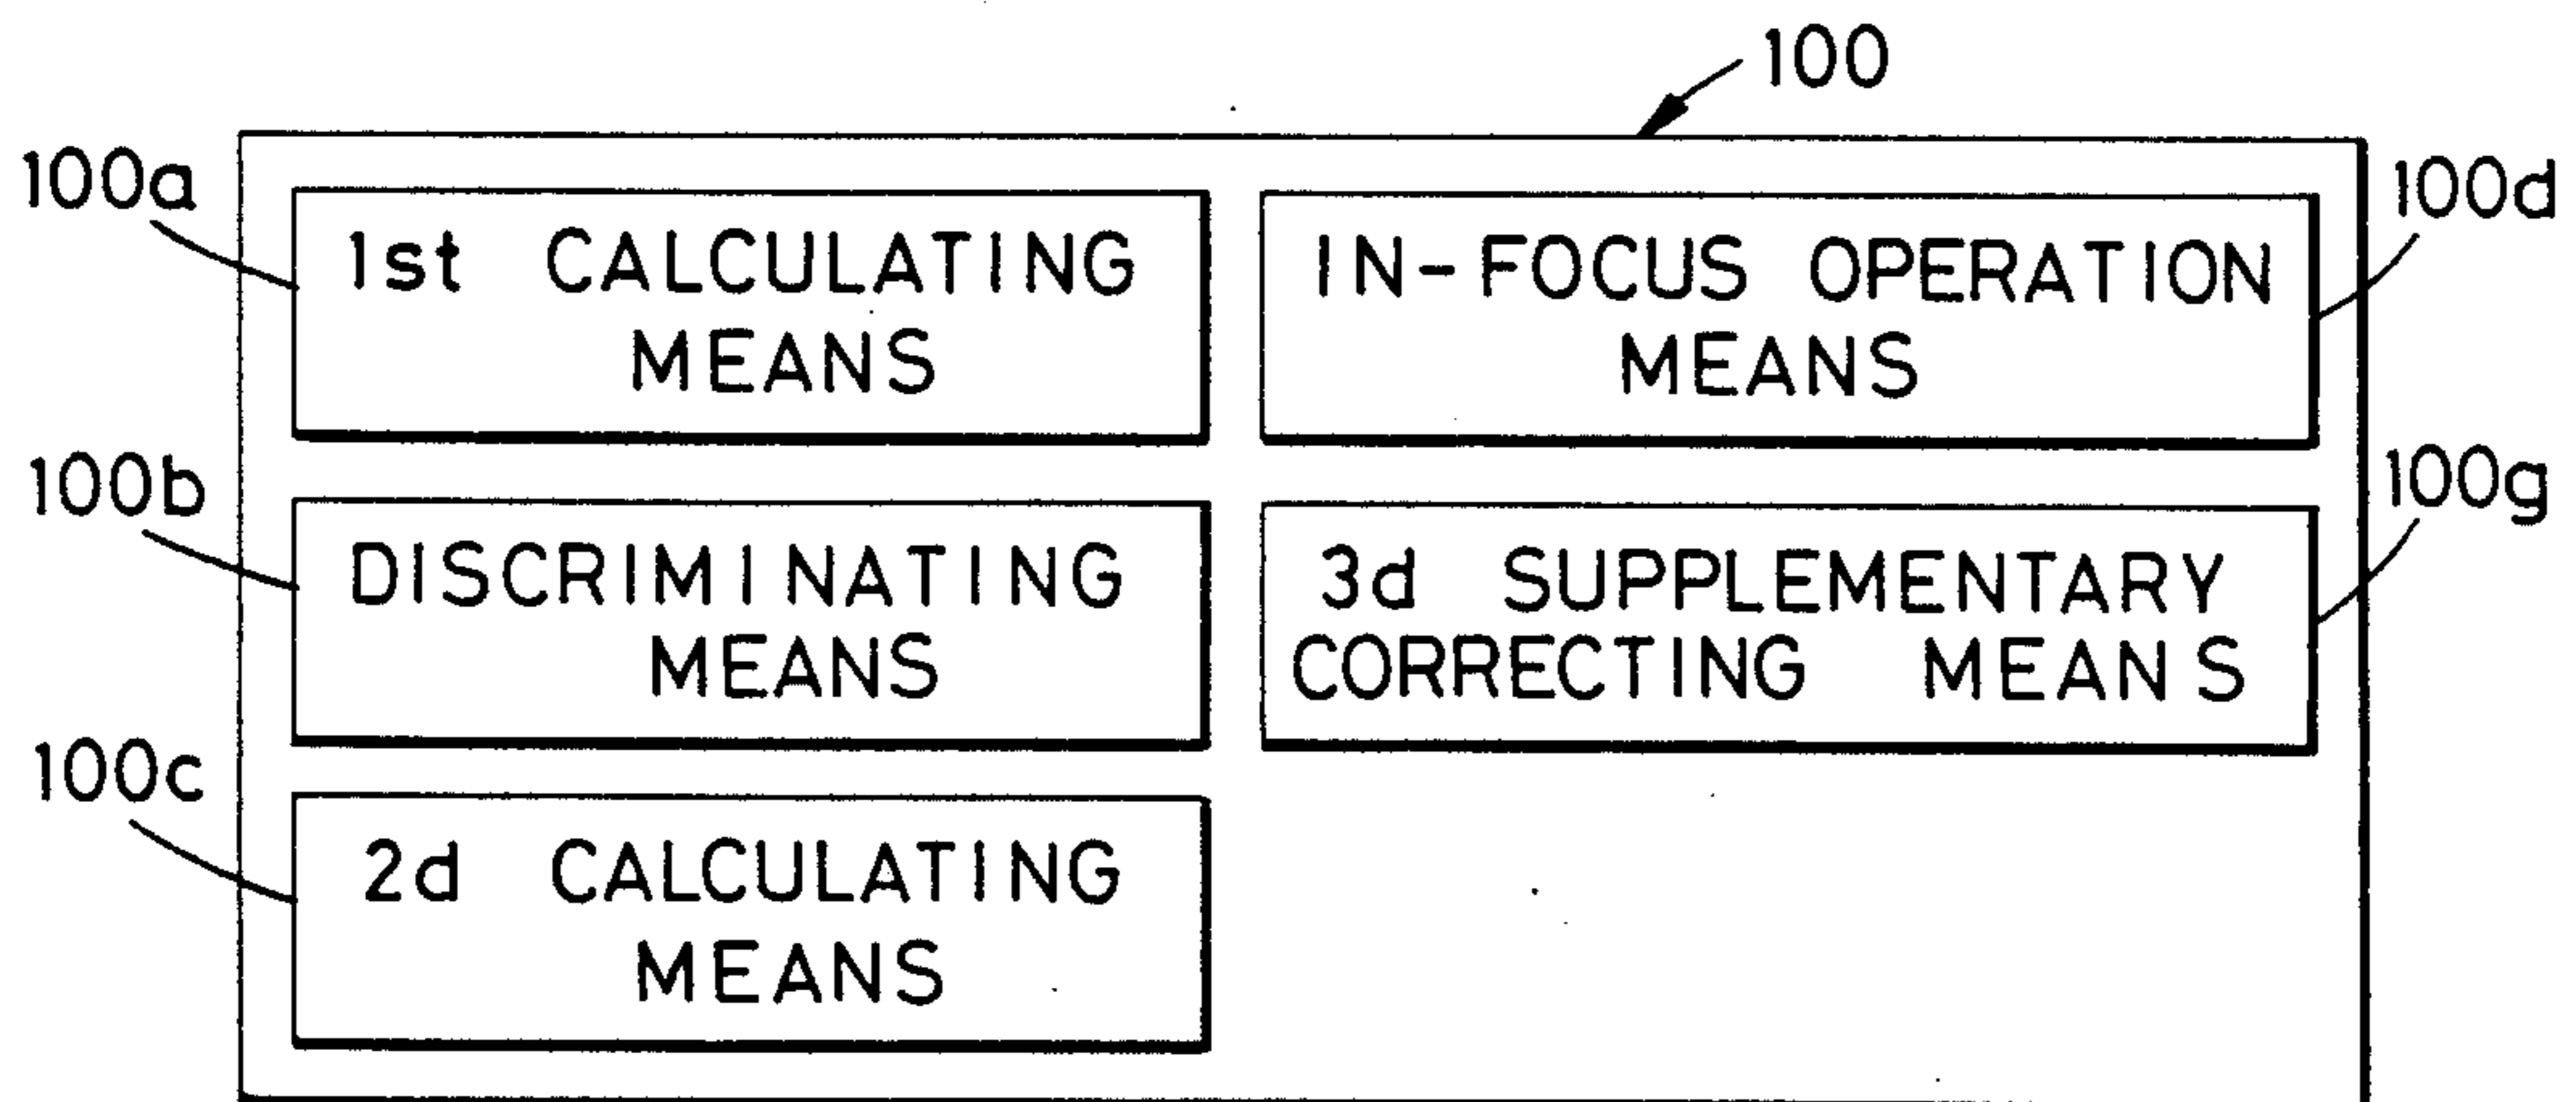 100
100a
1st CALCULATING
MEANS
100d
IN-FOCUS OPERATION
MEANS
100b
DISCRIMINATING
MEANS
100g
3d SUPPLEMENTARY
CORRECTING MEANS
100c
2d CALCULATING
MEANS